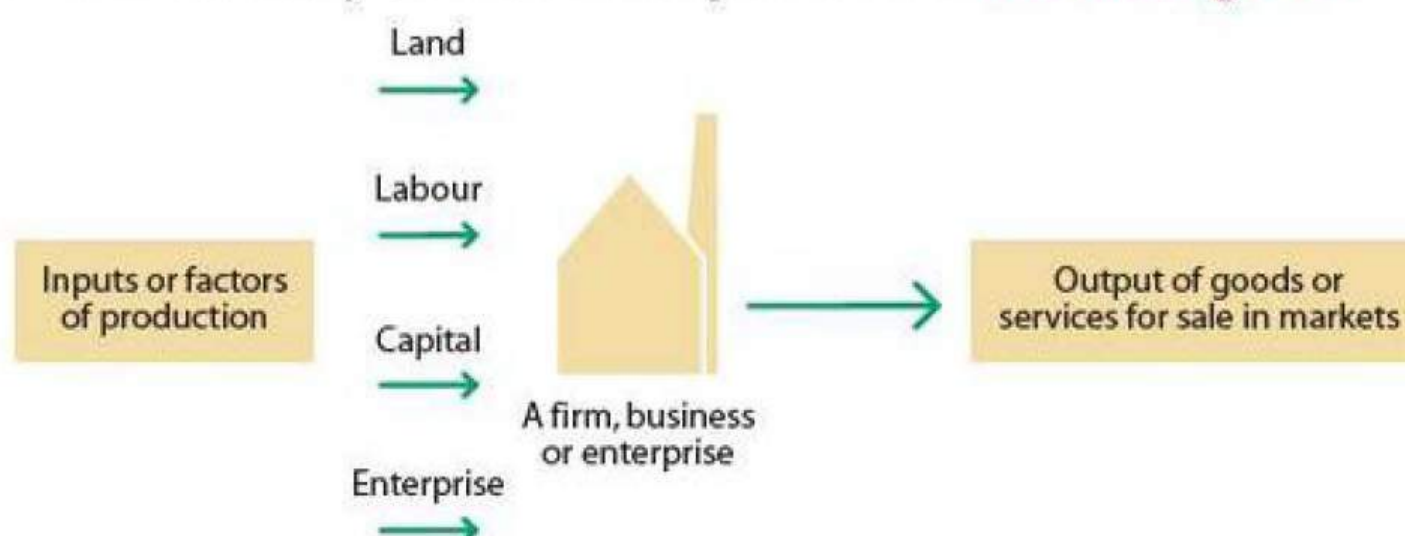 Land
Labour
Inputs or factors
of production
Capital
Enterprise
A firm, business
or enterprise
Output of goods or
services for sale in markets